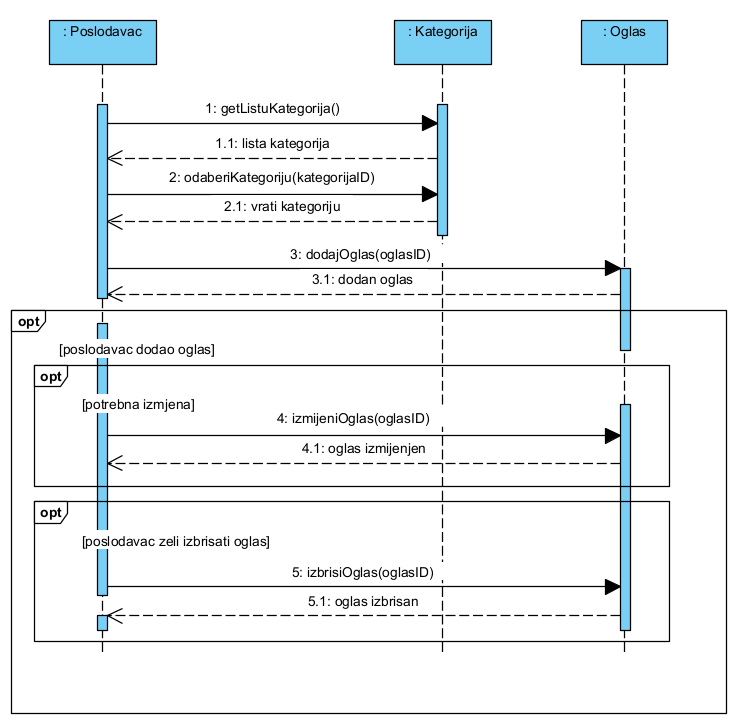 : Poslodavac
: Kategorija
: Oglas
1: getListuKategorija()
1.1: lista kategorija
2: odaberiKategoriju(kategorijaID)
2.1: vrati kategoriju
3: dodajOglas(oglasID)
3.1: dodan oglas
opt
[poslodavac dodao oglas]
opt
[potrebna izmjena]
4: izmijeniOglas(oglasID)
4.1: oglas izmijenjen
opt
[poslodavac zeli izbrisati oglas]
5: izbrisiOglas(oglasID)
5.1: oglas izbrisan